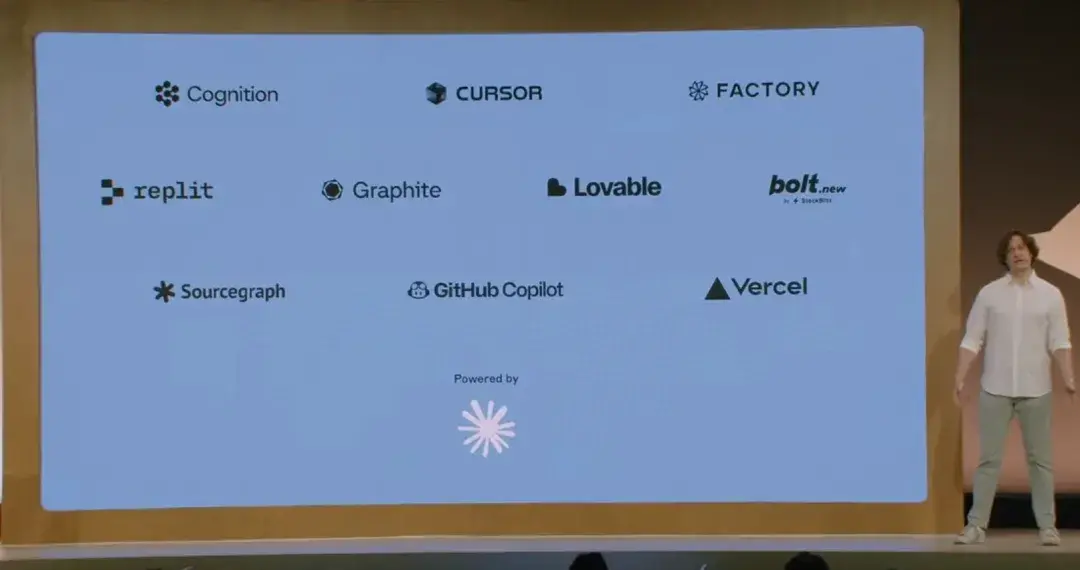 Cognition
CURSOR
FACTORY
replit
Graphite
Lovable
bolt.new
by StackBlitz
Sourcegraph
GitHub Copilot
Vercel
Powered by